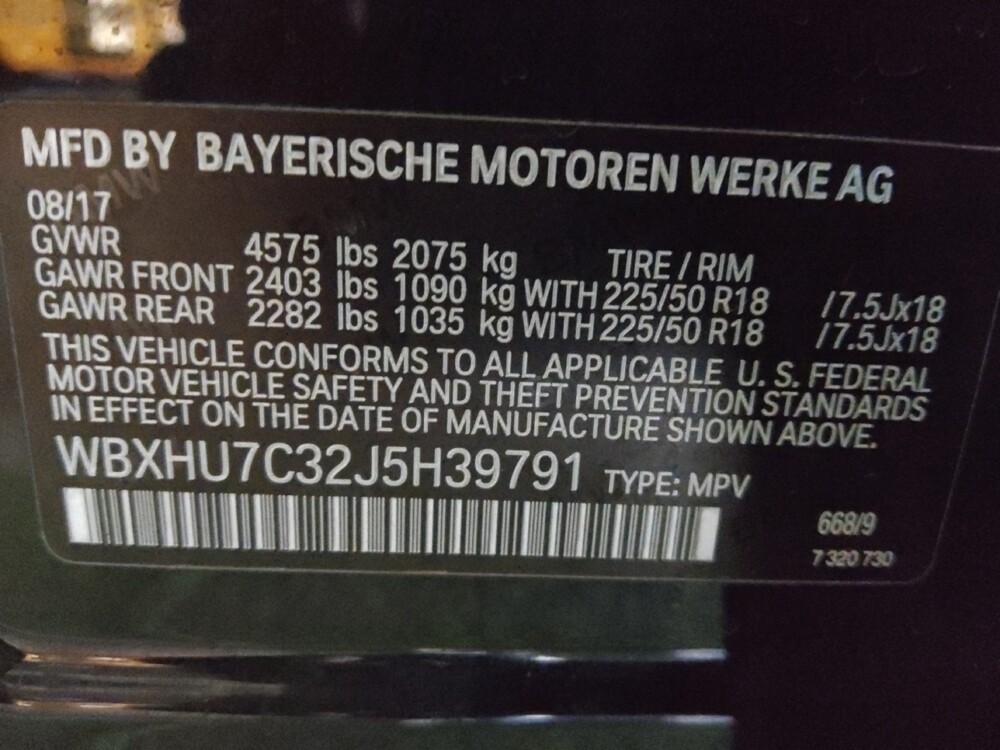 MFD BY BAYERISCHE MOTOREN WERKE AG
08/17
GVWR 4575 lbs 2075 kg TIRE / RIM
GAWR FRONT 2403 lbs 1090 kg WITH 225/50 R18 /7.5Jx18
GAWR REAR 2282 lbs 1035 kg WITH 225/50 R18 /7.5Jx18
THIS VEHICLE CONFORMS TO ALL APPLICABLE U. S. FEDERAL
MOTOR VEHICLE SAFETY AND THEFT PREVENTION STANDARDS
IN EFFECT ON THE DATE OF MANUFACTURE SHOWN ABOVE.
WBXHU7C32J5H39791 TYPE: MPV
668/9
7 320 730